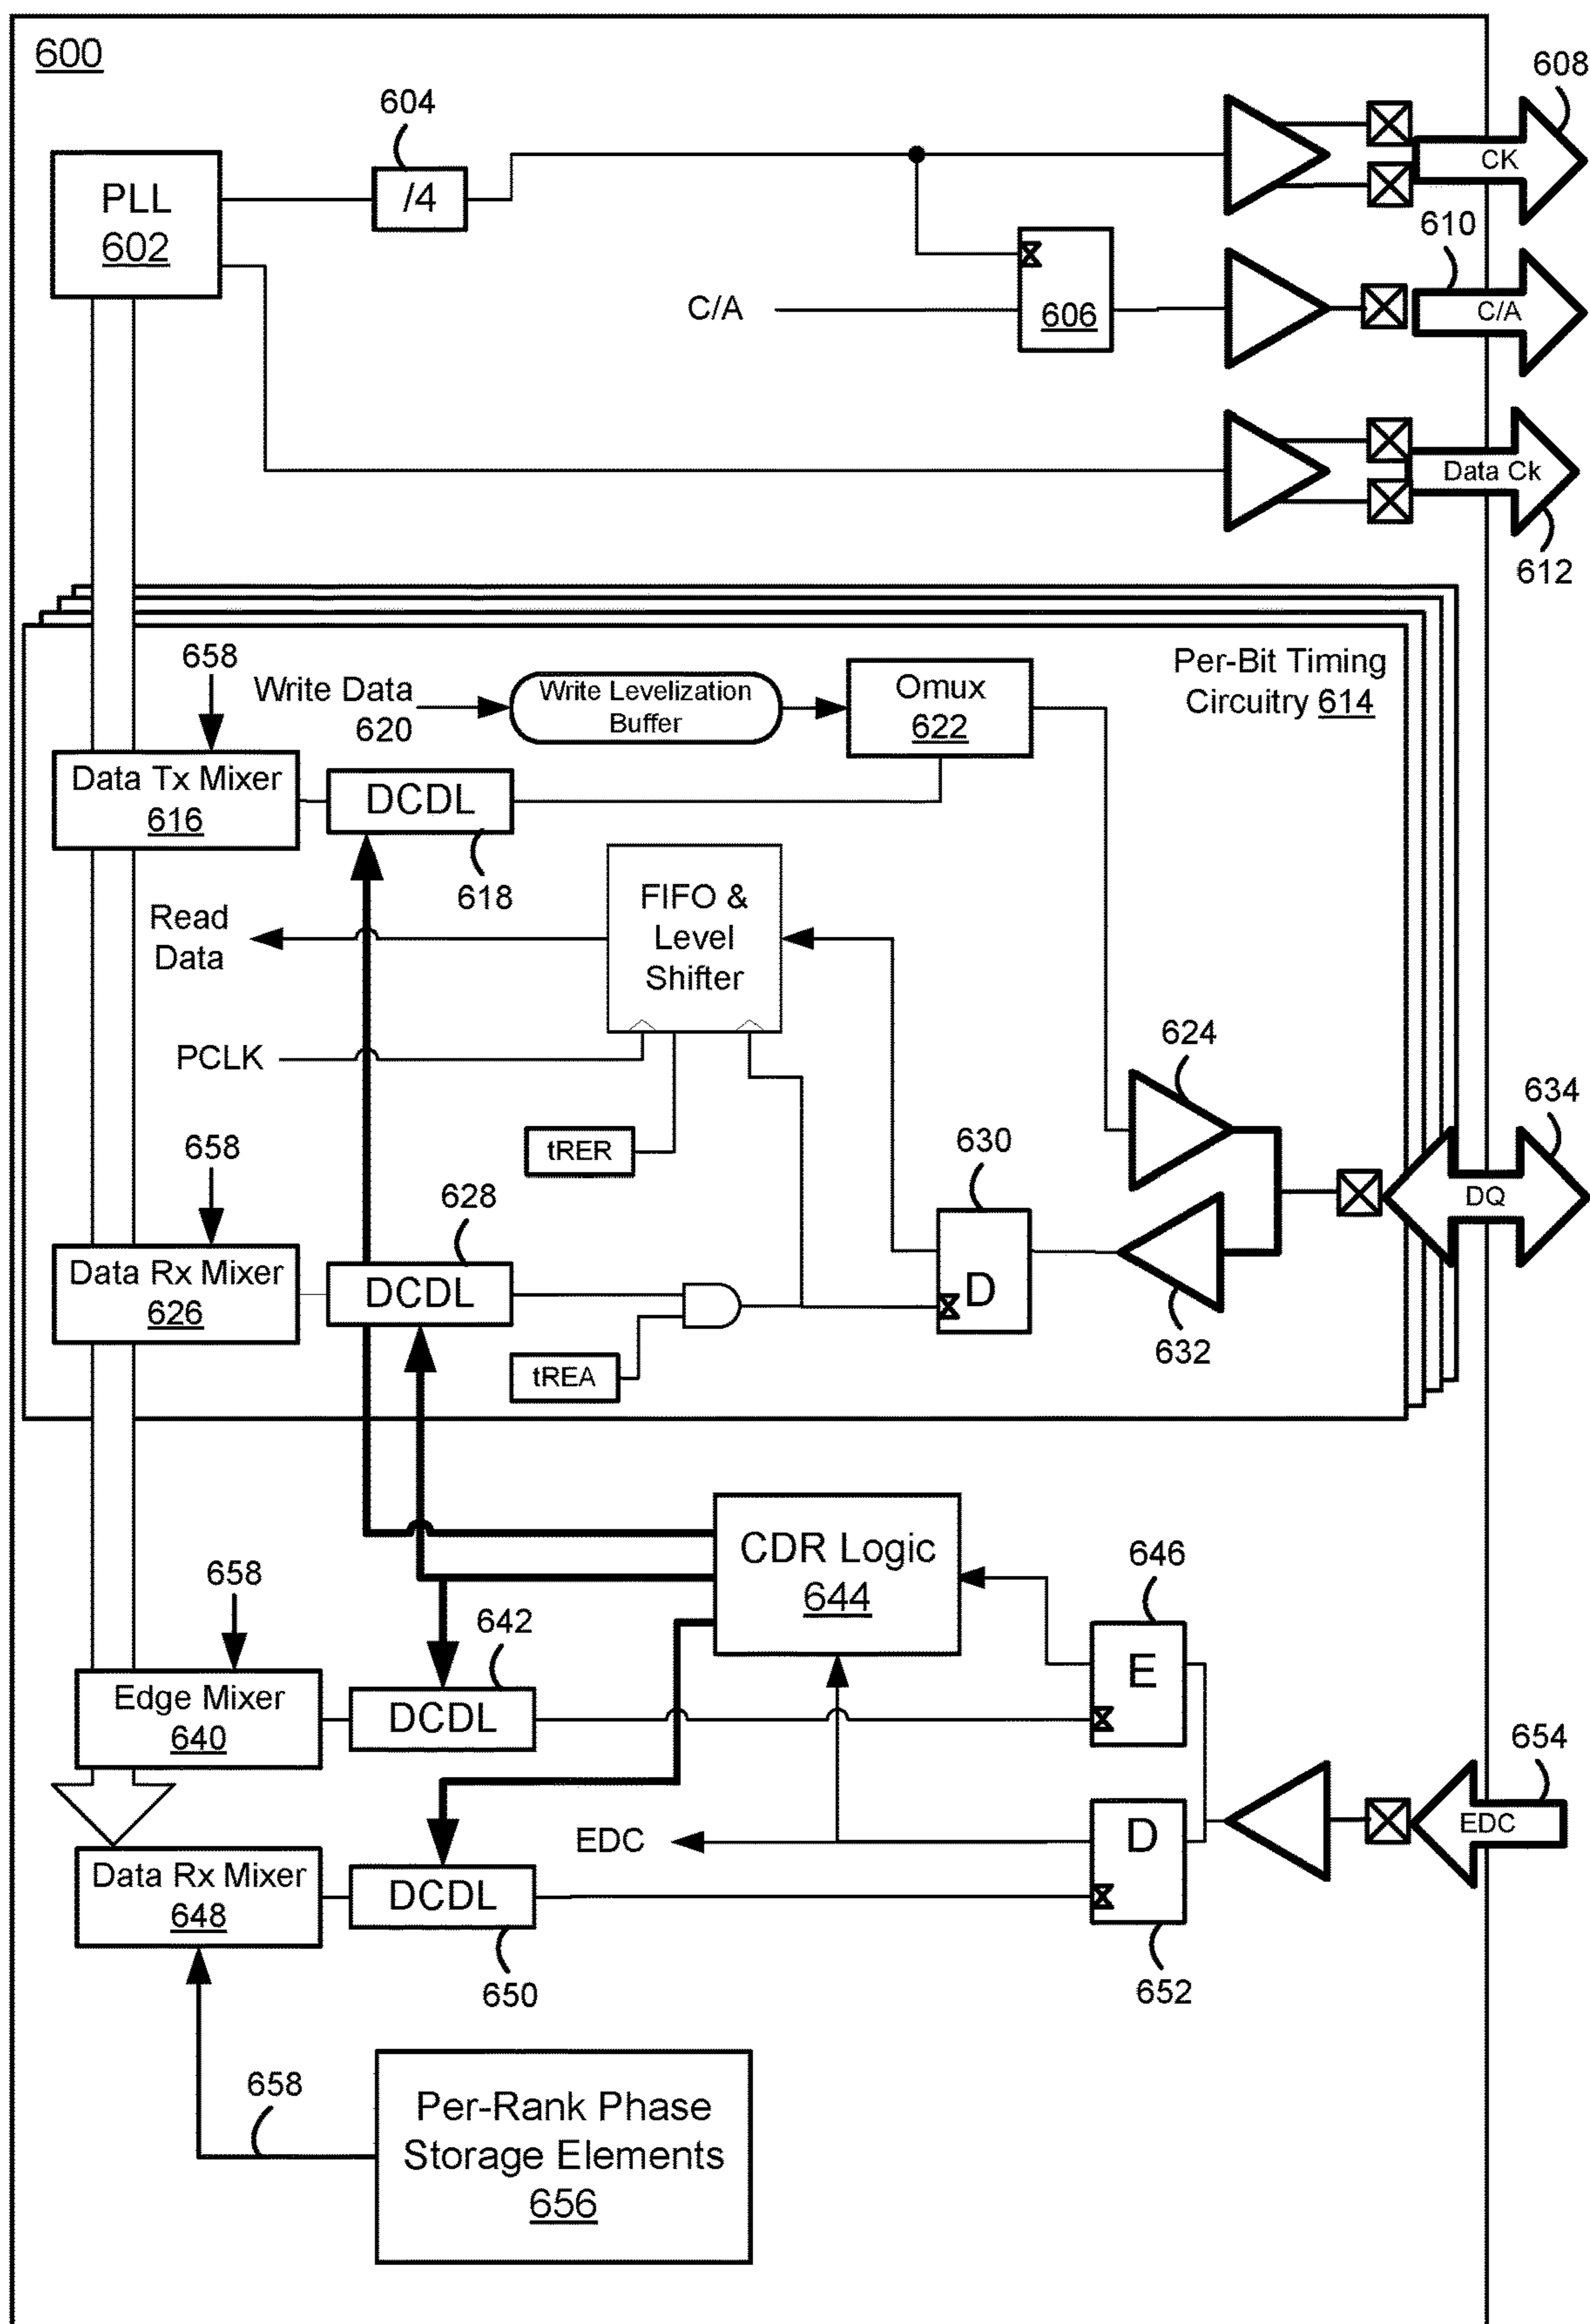 600
608
604
CK
PLL
602
/4
610
C/A
606
C/A
Data Ck
612
658
Write Data
620
Write Levelization
Buffer
Omux
622
Per-Bit Timing
Circuitry 614
Data Tx Mixer
616
DCDL
618
Read
Data
FIFO &
Level
Shifter
PCLK
624
634
tRER
630
658
628
DQ
Data Rx Mixer
626
DCDL
D
632
tREA
CDR Logic
644
646
658
642
E
Edge Mixer
640
DCDL
654
EDC
D
EDC
Data Rx Mixer
648
DCDL
650
652
658
Per-Rank Phase
Storage Elements
656